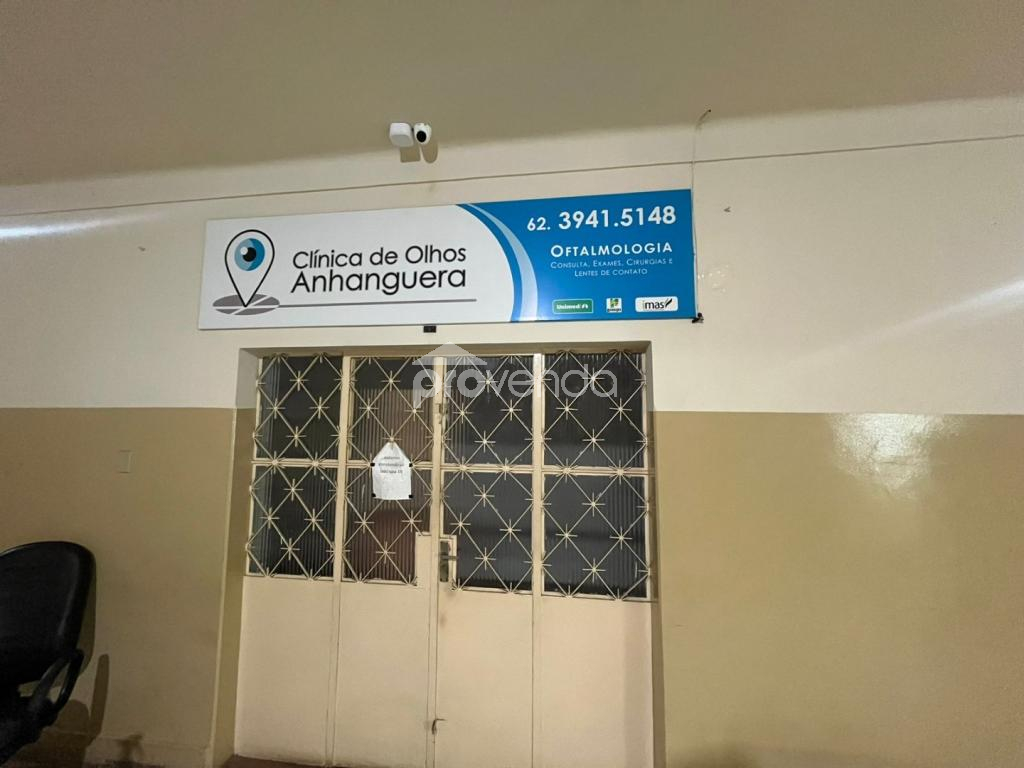 Clínica de Olhos
Anhanguera
62. 3941.5148
OFTALMOLOGIA
CONSULTA, EXAMES, CIRURGIAS E
LENTES DE CONTATO
Unimed
imas
provenda